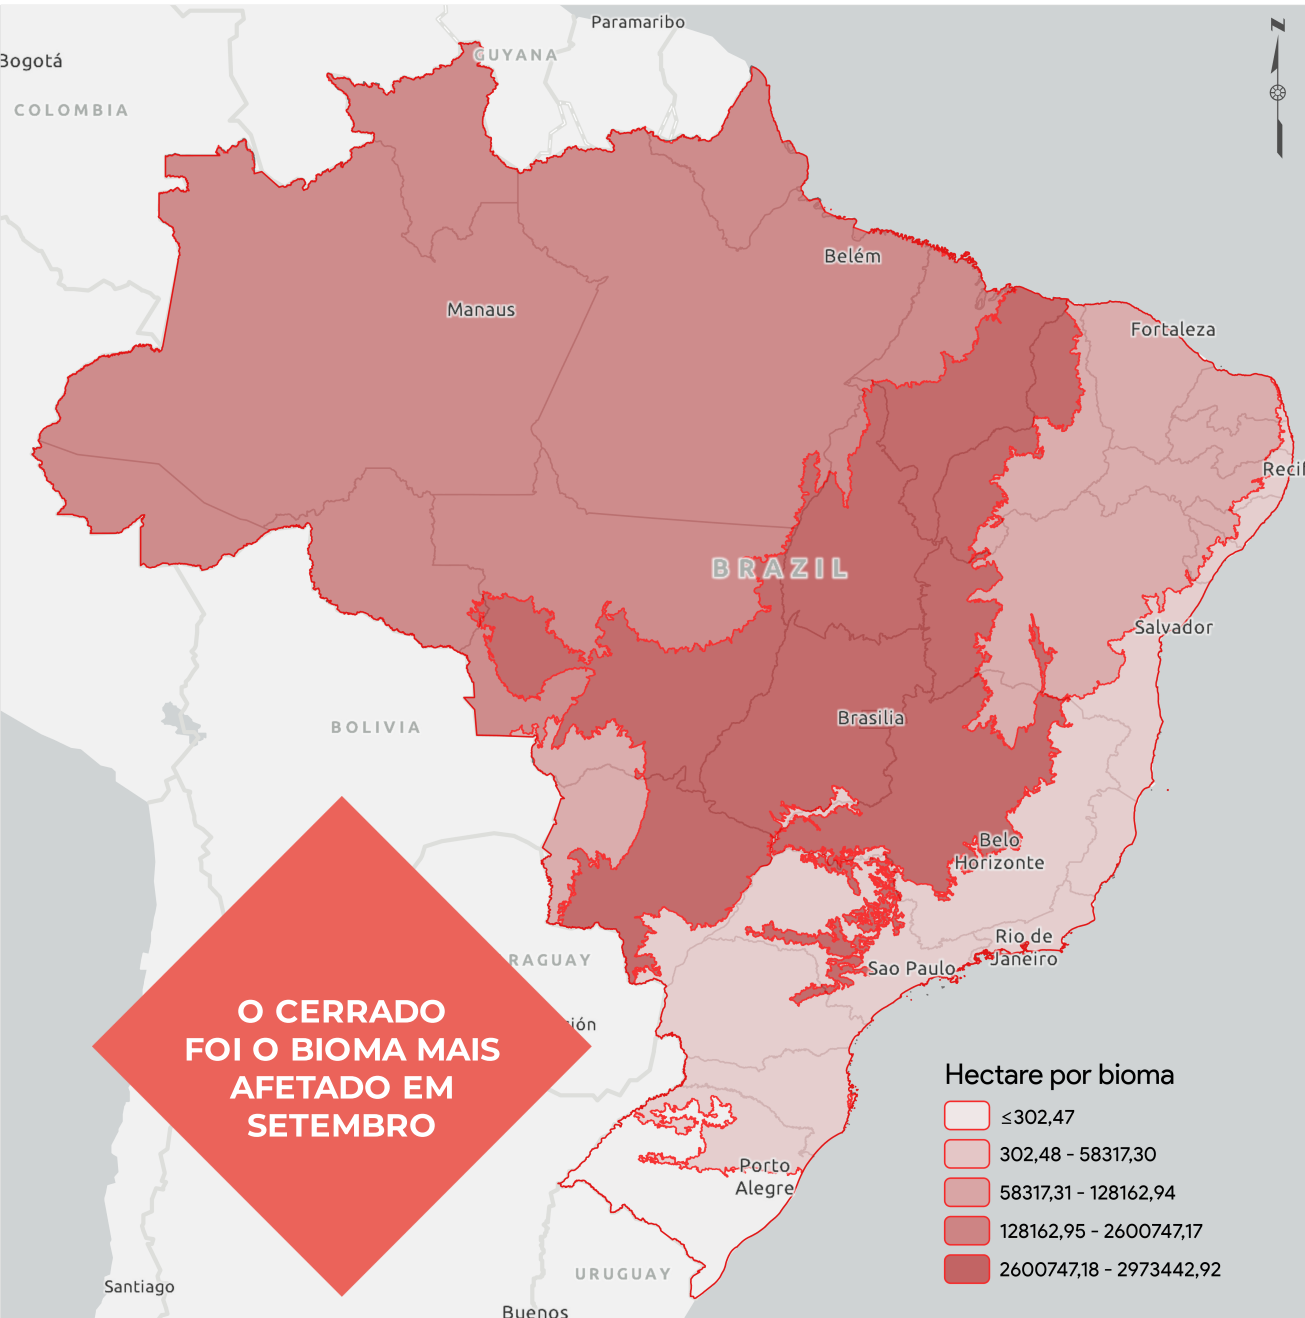 Paramaribo
GUYANA
Bogotá
COLOMBIA
N
Belém
Manaus
Fortaleza
Recif
BRAZIL
Salvador
Brasilia
BOLIVIA
Belo
Horizonte
Rio de
Janeiro
Sao Paulo
RAGUAY
ión
O CERRADO
FOI O BIOMA MAIS
AFETADO EM
SETEMBRO
Hectare por bioma
≤302,47
302,48 - 58317,30
58317,31 - 128162,94
128162,95 - 2600747,17
2600747,18 - 2973442,92
Porto
Alegre
URUGUAY
Santiago
Buenos